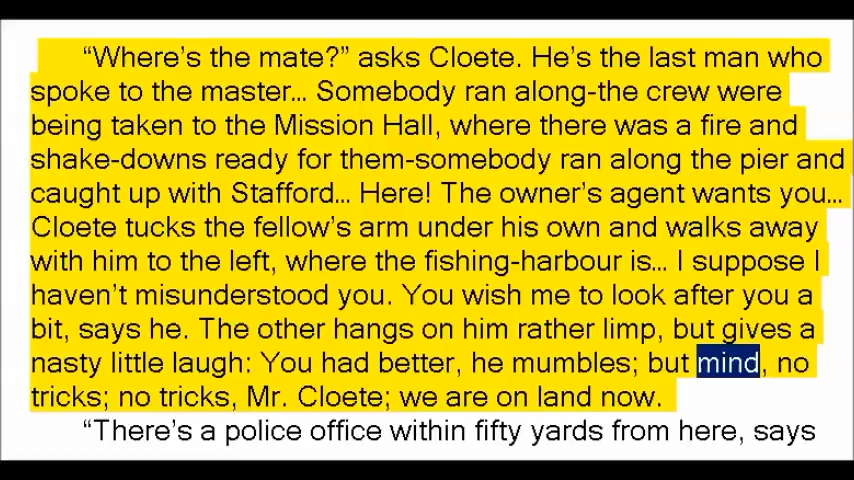 “Where’s the mate?” asks Cloete. He’s the last man who
spoke to the master… Somebody ran along-the crew were
being taken to the Mission Hall, where there was a fire and
shake-downs ready for them-somebody ran along the pier and
caught up with Stafford… Here! The owner’s agent wants you…
Cloete tucks the fellow’s arm under his own and walks away
with him to the left, where the fishing-harbour is… I suppose I
haven’t misunderstood you. You wish me to look after you a
bit, says he. The other hangs on him rather limp, but gives a
nasty little laugh: You had better, he mumbles; but mind, no
tricks; no tricks, Mr. Cloete; we are on land now.
“There’s a police office within fifty yards from here, says